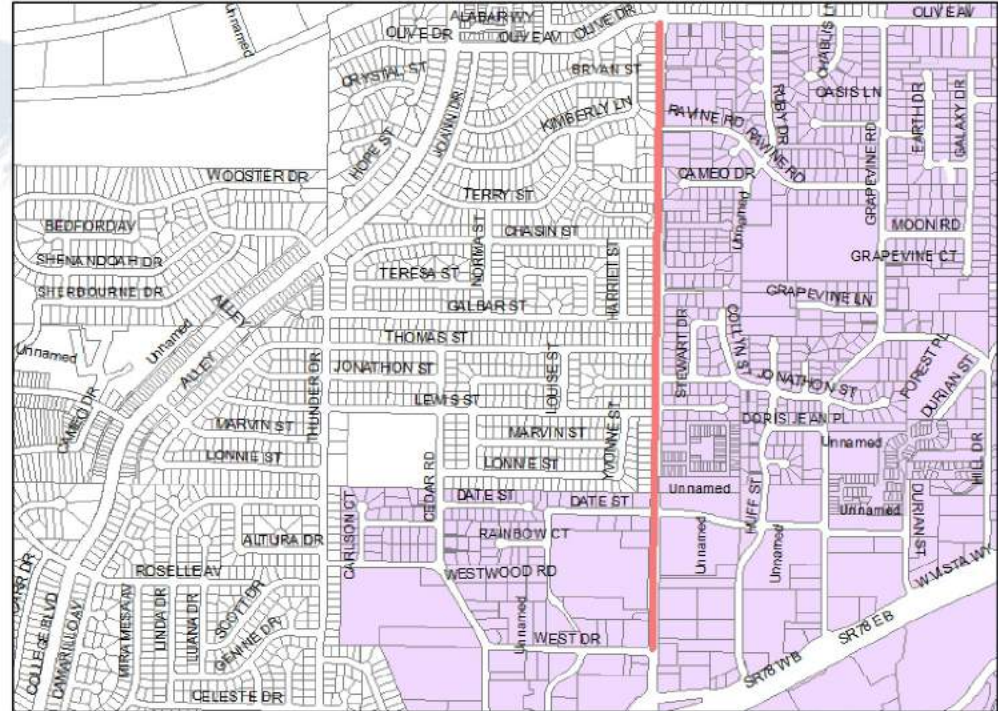 Unnamed
ALABAR WY
OLIVE DR
OLIVE AV
OLIVE DR
CHABLIS
OLIVE AV
CRYSTAL ST
BRYAN ST
JOANN DR
KIMBERLY LN
HOPE ST
RUBY DR
OASIS LN
EARTH DR
GALAXY DR
RAVINE RD
RAVINE RD
GRAPEVINE RD
WOOSTER DR
CAMEO DR
TERRY ST
BEDFORD AV
NORMA ST
CHASIN ST
Unnamed
MOON RD
SHENANDOAH DR
TERESA ST
HARRIET ST
GRAPEVINE CT
SHERBOURNE DR
GALBAR ST
GRAPEVINE LN
ALLEY
Unnamed
THOMAS ST
STEWART DR
COLLYN ST
Unnamed
ALLEY
THUNDER DR
JONATHON ST
LOUISE ST
JONATHON ST
FOREST PL
DURIAN ST
CAMEO DR
LEWIS ST
DORIS JEAN PL
MARVIN ST
MARVIN ST
YVONNE ST
Unnamed
HILL DR
LONNIE ST
LONNIE ST
CARLSON CT
CEDAR RD
DATE ST
DATE ST
Unnamed
HUFF ST
Unnamed
DURIAN ST
ALTURA DR
RAINBOW CT
Unnamed
Unnamed
ROSELLE AV
WESTWOOD RD
W VISTA WY
COLLEGE BLVD
CAMARILLO AV
MIRA MESA AV
LINDA DR
LUANA DR
SCOTT DR
GENINE DR
Unnamed
WEST DR
SR78 EB
SR78 WB
CELESTE DR